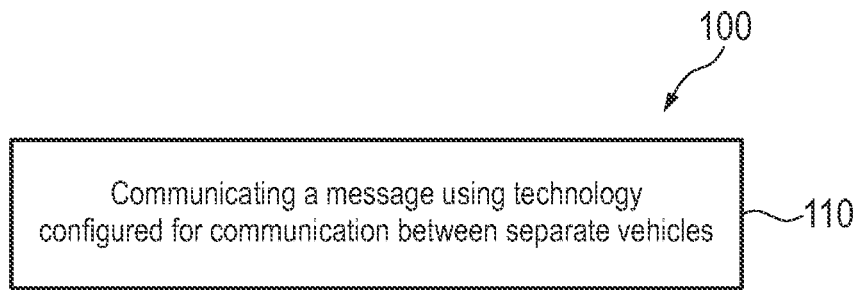 100
Communicating a message using technology
configured for communication between separate vehicles
110